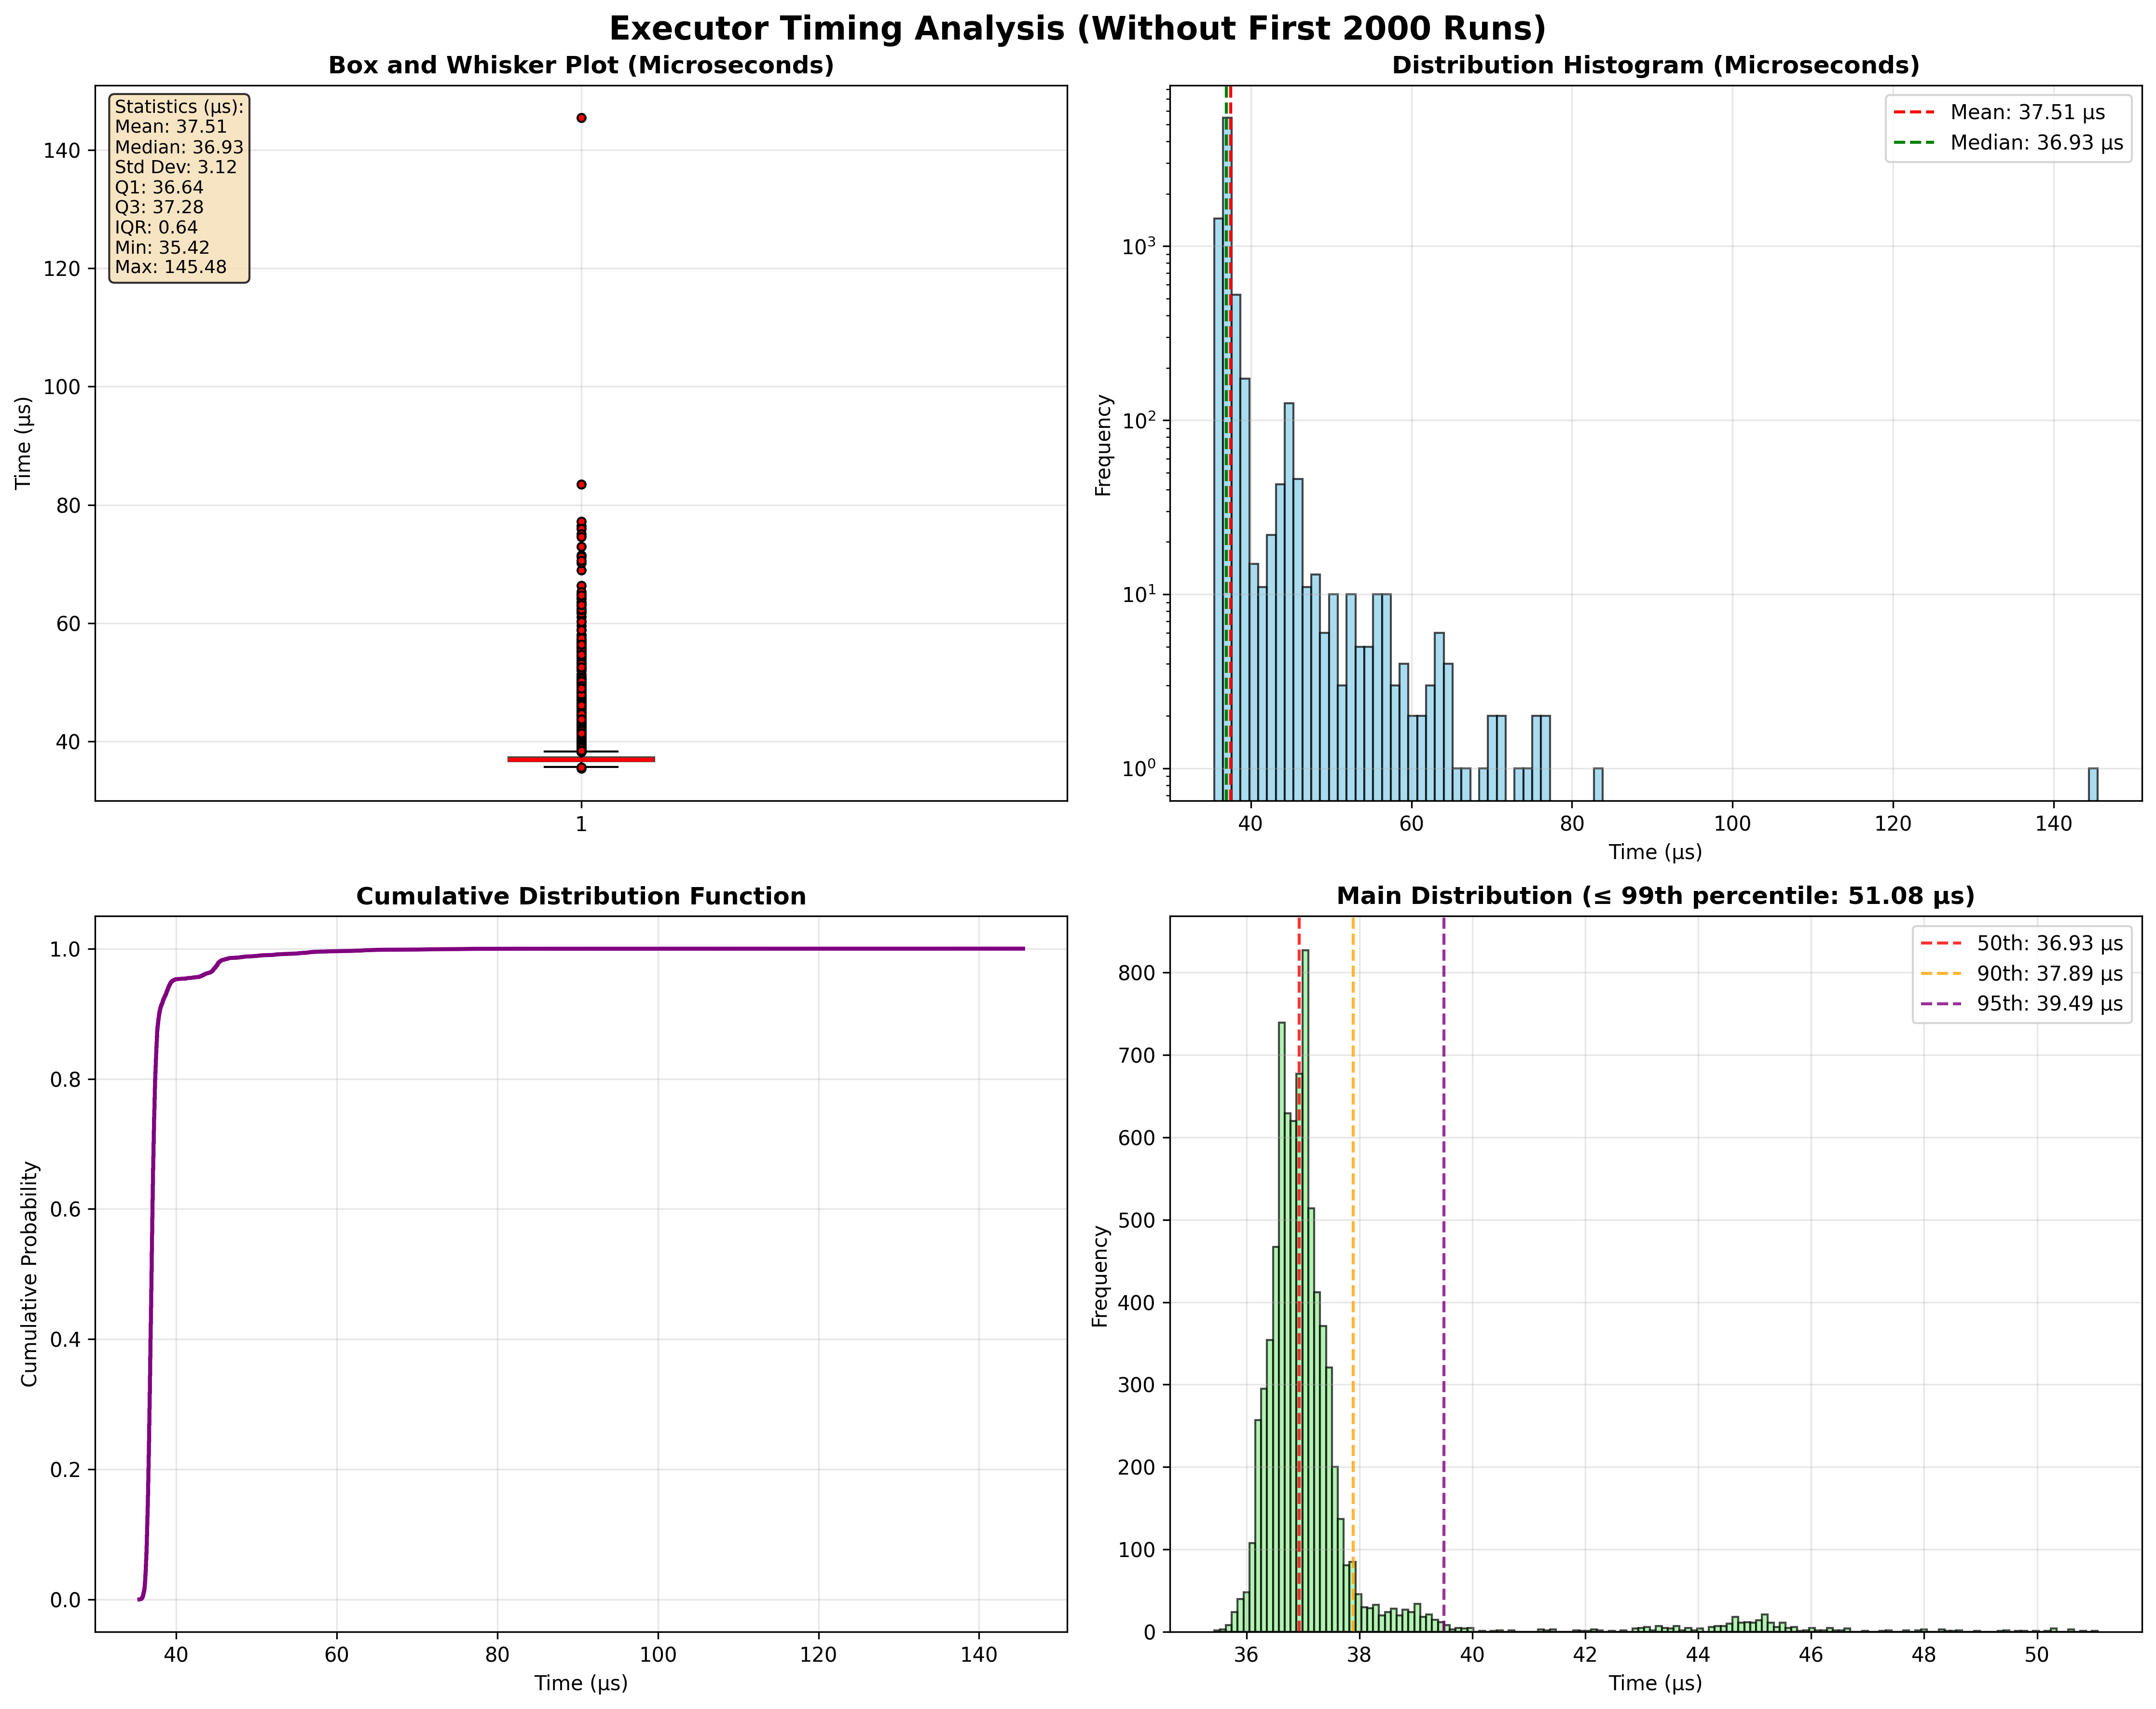 Executor Timing Analysis (Without First 2000 Runs)
Box and Whisker Plot (Microseconds)
Statistics (μs):
Mean: 37.51
Median: 36.93
Std Dev: 3.12
Q1: 36.64
Q3: 37.28
IQR: 0.64
Min: 35.42
Max: 145.48
Time (μs)
140
120
100
80
60
40
1
Distribution Histogram (Microseconds)
Mean: 37.51 μs
Median: 36.93 μs
Frequency
10³
10²
10¹
10⁰
40 60 80 100 120 140
Time (μs)
Cumulative Distribution Function
Cumulative Probability
1.0
0.8
0.6
0.4
0.2
0.0
40 60 80 100 120 140
Time (μs)
Main Distribution (≤ 99th percentile: 51.08 μs)
50th: 36.93 μs
90th: 37.89 μs
95th: 39.49 μs
Frequency
800
700
600
500
400
300
200
100
0
36 38 40 42 44 46 48 50
Time (μs)